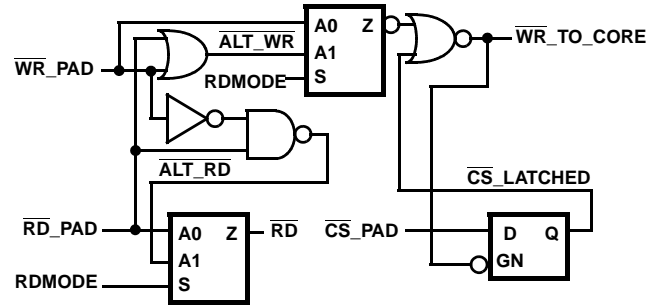 A0
Z
ALT_WR
A1
WR_TO_CORE
WR_PAD
RDMODE
S
ALT_RD
CS_LATCHED
RD_PAD
A0
Z
RD
CS_PAD
D
Q
A1
GN
RDMODE
S